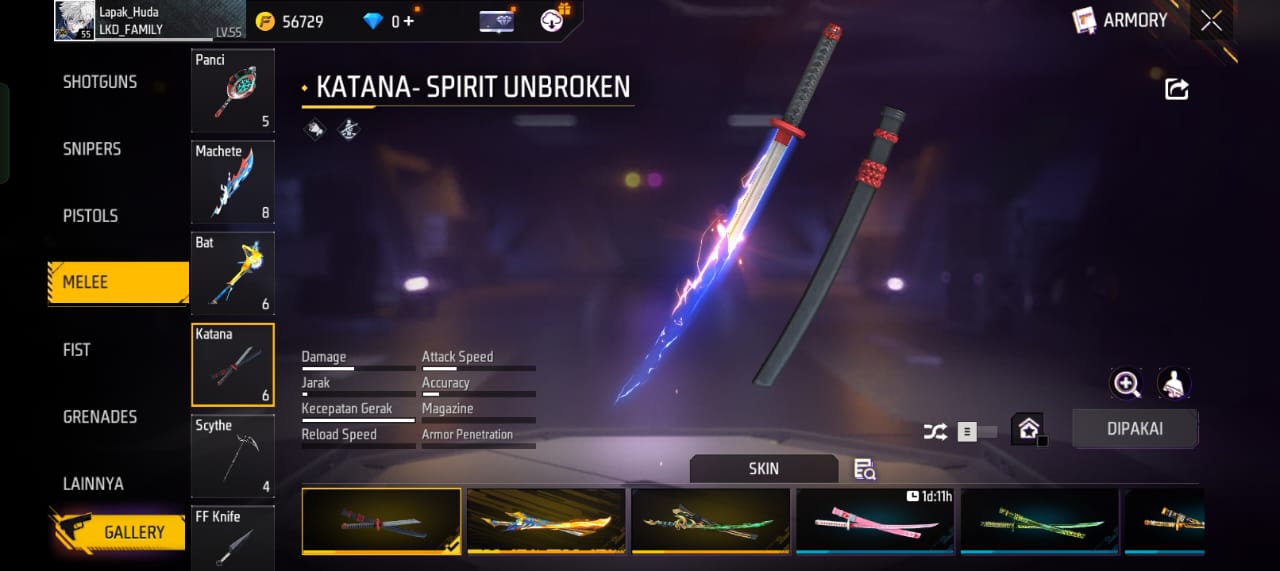 Lapak_Huda
LKD_FAMILY
55
LV.55
56729
0 +
ARMORY
SHOTGUNS
SNIPERS
PISTOLS
MELEE
FIST
GRENADES
LAINNYA
GALLERY
Panci
5
Machete
8
Bat
6
Katana
6
Scythe
4
FF Knife
KATANA- SPIRIT UNBROKEN
Damage
Attack Speed
Jarak
Accuracy
Kecepatan Gerak
Magazine
Reload Speed
Armor Penetration
DIPAKAI
SKIN
1d:11h